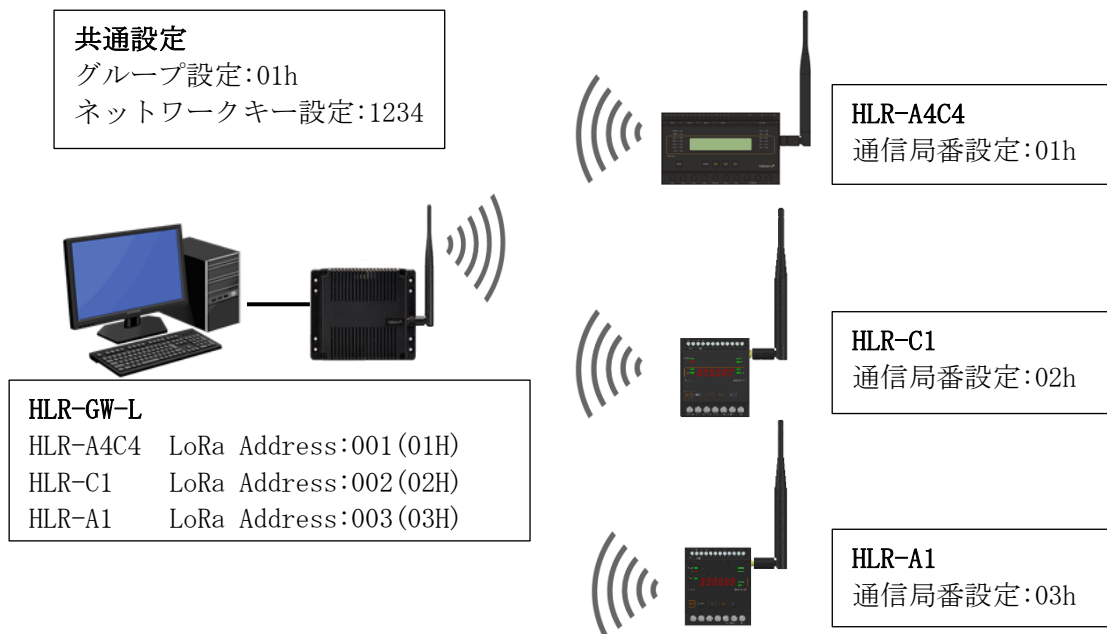 共通設定
グループ設定:01h
ネットワークキー設定:1234
HLR-A4C4
通信局番設定:01h
HLR-C1
通信局番設定:02h
HLR-GW-L
HLR-A4C4 LoRa Address:001(01H)
HLR-C1 LoRa Address:002(02H)
HLR-A1 LoRa Address:003(03H)
HLR-A1
通信局番設定:03h